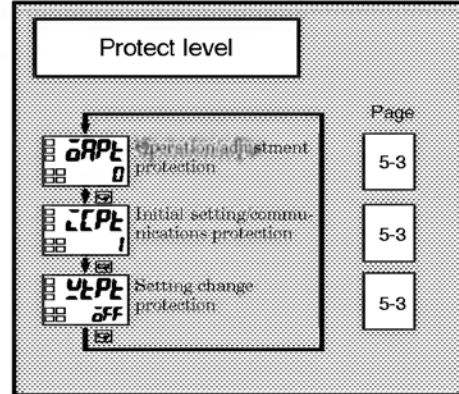 Protect level
Page
oAPt
0
Operation/adjustment
protection
5-3
iCPt
1
Initial setting/commu-
nications protection
5-3
WtPt
oFF
Setting change
protection
5-3